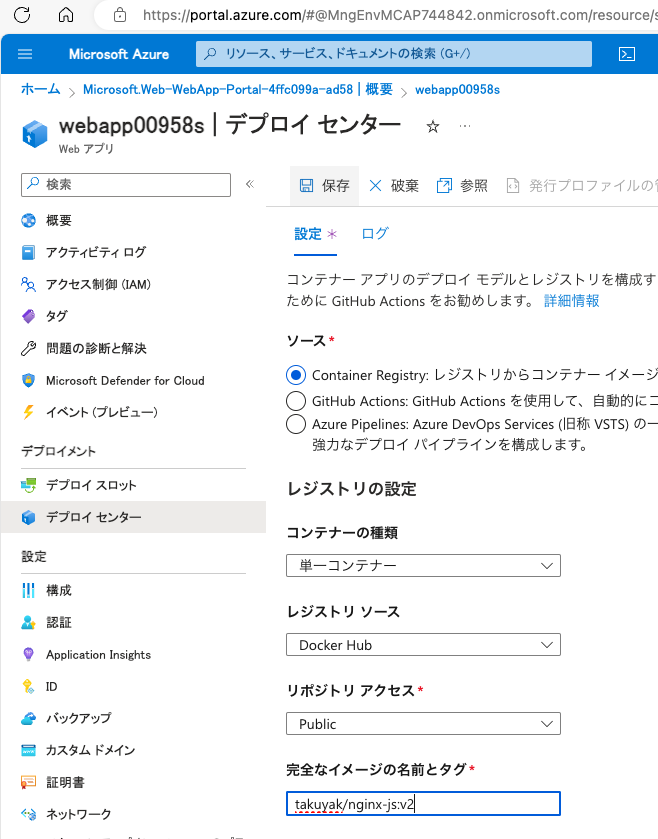 https://portal.azure.com/#@MngEnvMCAP744842.onmicrosoft.com/resource/s
Microsoft Azure
リソース、サービス、ドキュメントの検索 (G+/)
ホーム > Microsoft.Web-WebApp-Portal-4ffc099a-ad58 | 概要 > webapp00958s
webapp00958s | デプロイ センター
Web アプリ
検索
概要
アクティビティ ログ
アクセス制御 (IAM)
タグ
問題の診断と解決
Microsoft Defender for Cloud
イベント (プレビュー)
デプロイメント
デプロイ スロット
デプロイ センター
設定
構成
認証
Application Insights
ID
バックアップ
カスタム ドメイン
証明書
ネットワーク
保存 破棄 参照 発行プロファイルの
設定 * ログ
コンテナー アプリのデプロイ モデルとレジストリを構成す
ために GitHub Actions をお勧めします。 詳細情報
ソース*
Container Registry: レジストリからコンテナー イメージ
GitHub Actions: GitHub Actions を使用して、自動的にコ
Azure Pipelines: Azure DevOps Services (旧称 VSTS) の一
強力なデプロイ パイプラインを構成します。
レジストリの設定
コンテナーの種類
単一コンテナー
レジストリ ソース
Docker Hub
リポジトリ アクセス*
Public
完全なイメージの名前とタグ*
takuyak/nginx-js:v2